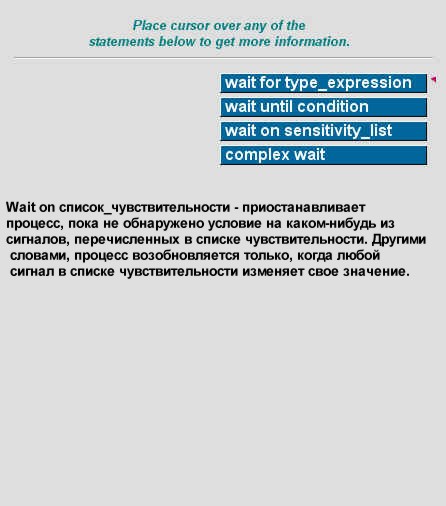 Place cursor over any of the
statements below to get more information.
wait for type_expression
wait until condition
wait on sensitivity_list
complex wait
Wait on список_чувствительности - приостанавливает
процесс, пока не обнаружено условие на каком-нибудь из
сигналов, перечисленных в списке чувствительности. Другими
словами, процесс возобновляется только, когда любой
сигнал в списке чувствительности изменяет свое значение.